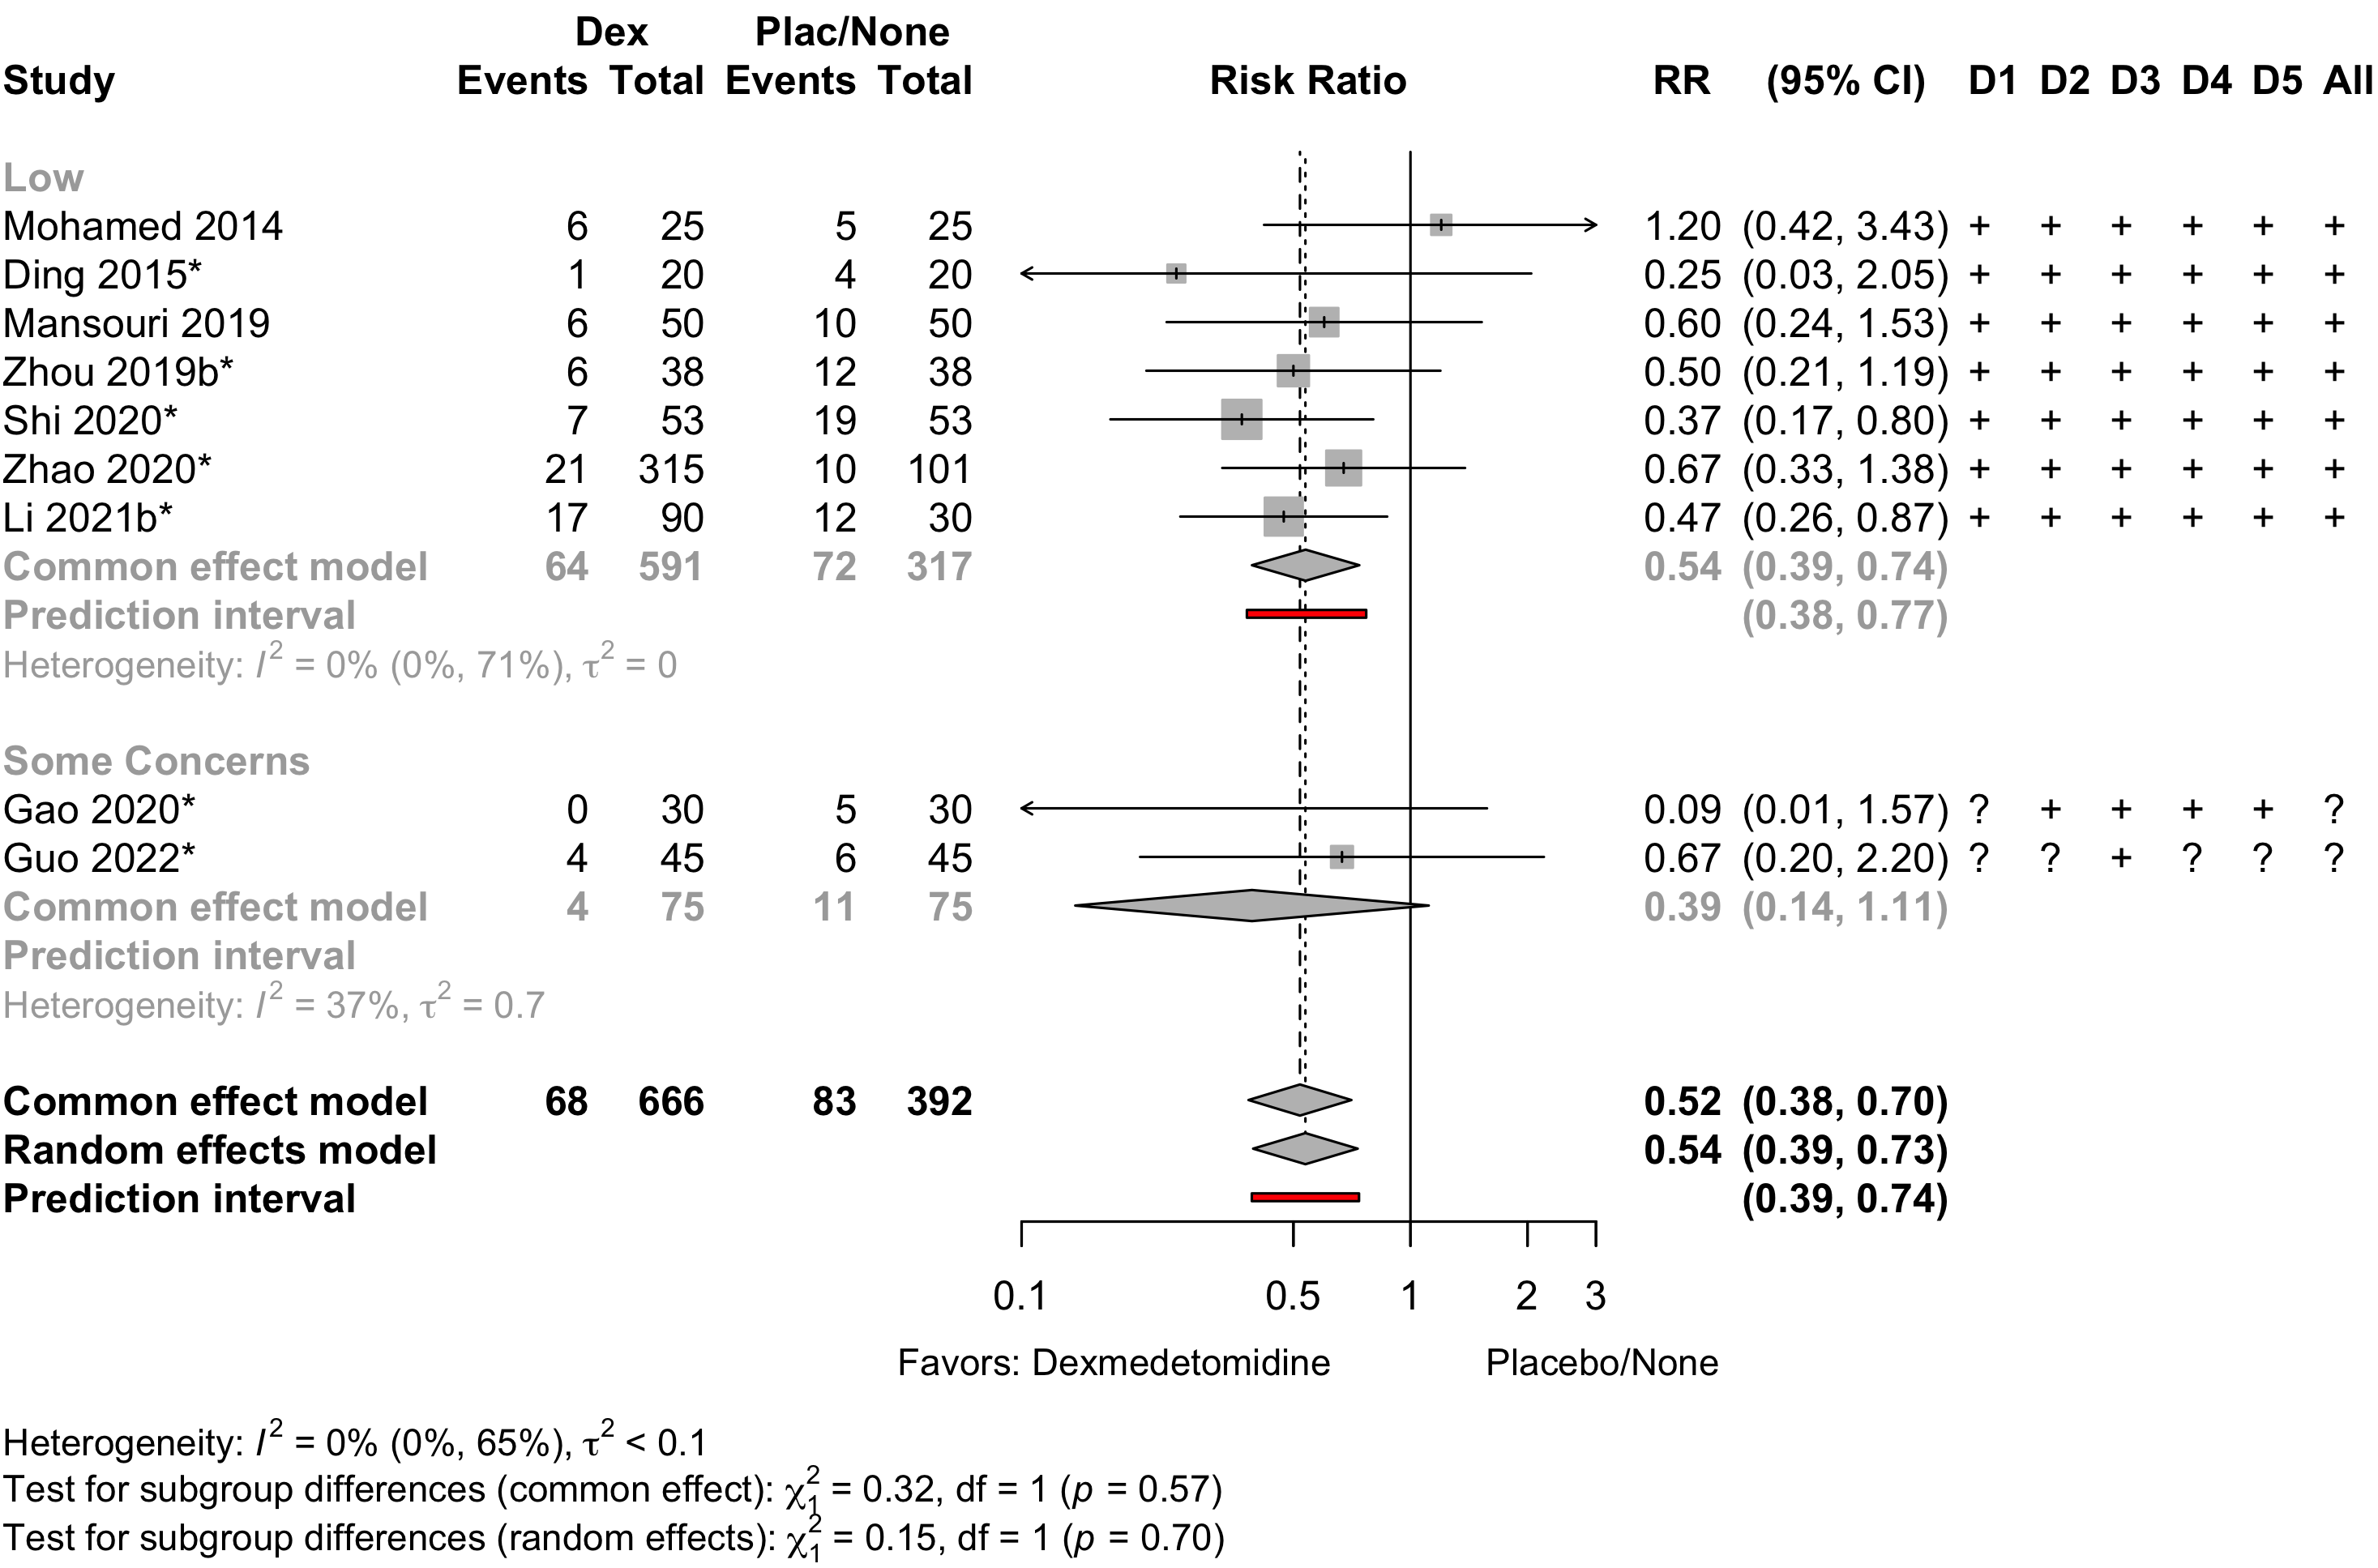 Dex Plac/None
Study Events Total Events Total Risk Ratio RR (95% CI) D1 D2 D3 D4 D5 All
Low
Mohamed 2014 6 25 5 25 1.20 (0.42, 3.43) + + + + + +
Ding 2015* 1 20 4 20 0.25 (0.03, 2.05) + + + + + +
Mansouri 2019 6 50 10 50 0.60 (0.24, 1.53) + + + + + +
Zhou 2019b* 6 38 12 38 0.50 (0.21, 1.19) + + + + + +
Shi 2020* 7 53 19 53 0.37 (0.17, 0.80) + + + + + +
Zhao 2020* 21 315 10 101 0.67 (0.33, 1.38) + + + + + +
Li 2021b* 17 90 12 30 0.47 (0.26, 0.87) + + + + + +
Common effect model 64 591 72 317 0.54 (0.39, 0.74)
Prediction interval (0.38, 0.77)
Heterogeneity: I² = 0% (0%, 71%), τ² = 0
Some Concerns
Gao 2020* 0 30 5 30 0.09 (0.01, 1.57) ? + + + + ?
Guo 2022* 4 45 6 45 0.67 (0.20, 2.20) ? ? + ? ? ?
Common effect model 4 75 11 75 0.39 (0.14, 1.11)
Prediction interval
Heterogeneity: I² = 37%, τ² = 0.7
Common effect model 68 666 83 392 0.52 (0.38, 0.70)
Random effects model 0.54 (0.39, 0.73)
Prediction interval (0.39, 0.74)
0.1 0.5 1 2 3
Favors: Dexmedetomidine Placebo/None
Heterogeneity: I² = 0% (0%, 65%), τ² < 0.1
Test for subgroup differences (common effect): χ²₁ = 0.32, df = 1 (p = 0.57)
Test for subgroup differences (random effects): χ²₁ = 0.15, df = 1 (p = 0.70)